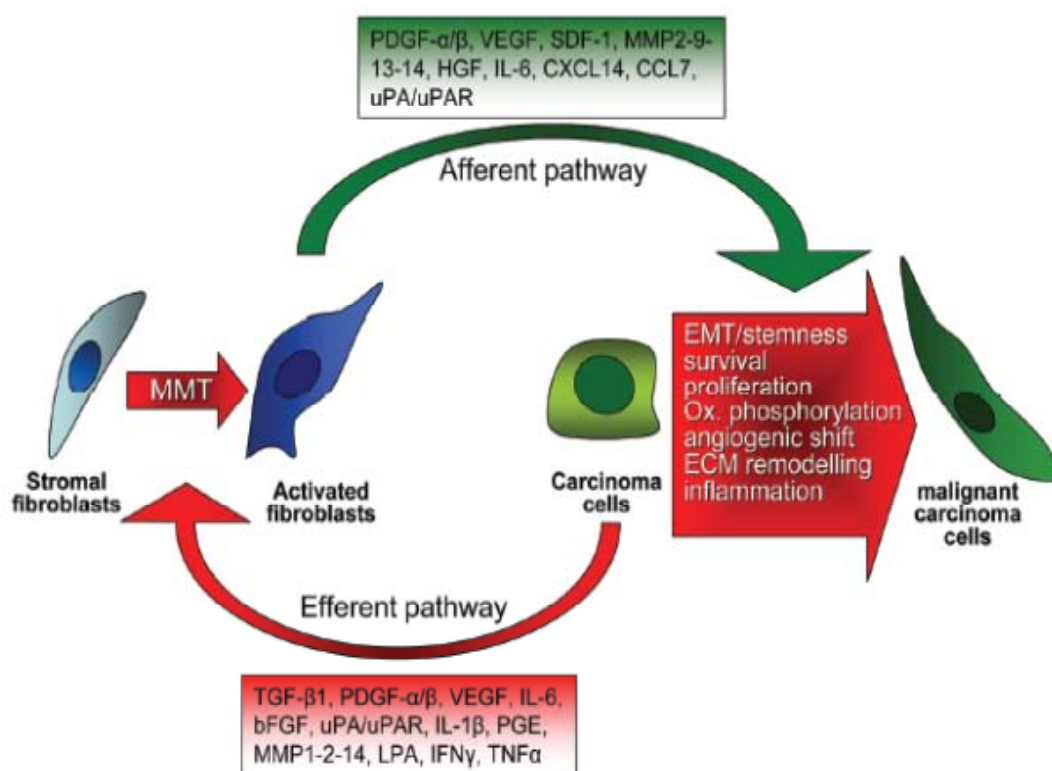 PDGF-α/β, VEGF, SDF-1, MMP2-9-
13-14, HGF, IL-6, CXCL14, CCL7,
uPA/uPAR
Afferent pathway
MMT
Stromal
fibroblasts
Activated
fibroblasts
Carcinoma
cells
EMT/stemness
survival
proliferation
Ox. phosphorylation
angiogenic shift
ECM remodelling
inflammation
malignant
carcinoma
cells
Efferent pathway
TGF-β1, PDGF-α/β, VEGF, IL-6,
bFGF, uPA/uPAR, IL-1β, PGE,
MMP1-2-14, LPA, IFNγ, TNFα